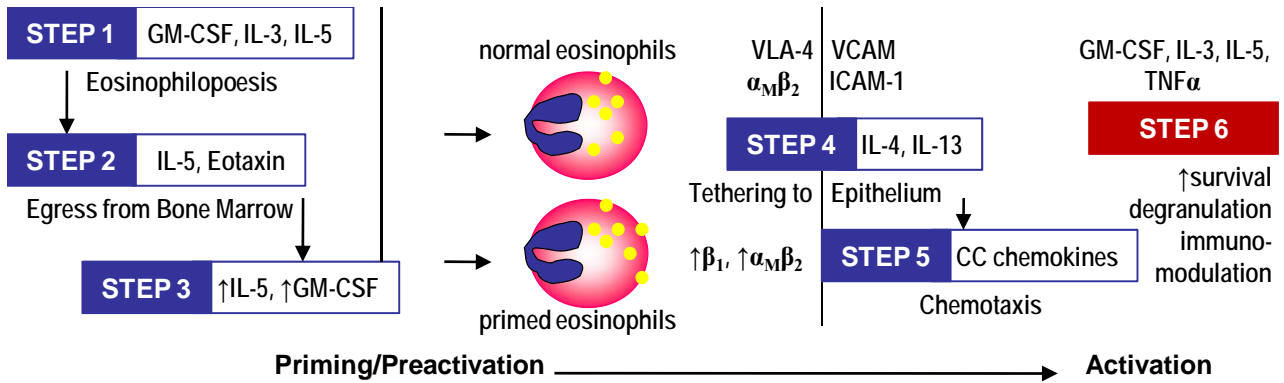 STEP 1 GM-CSF, IL-3, IL-5
Eosinophilopoesis
STEP 2 IL-5, Eotaxin
Egress from Bone Marrow
STEP 3 ↑IL-5, ↑GM-CSF
normal eosinophils
primed eosinophils
VLA-4 VCAM
αMβ2 ICAM-1
STEP 4 IL-4, IL-13
Tethering to Epithelium
↑β1, ↑αMβ2
STEP 5 CC chemokines
Chemotaxis
GM-CSF, IL-3, IL-5,
TNFα
STEP 6
↑survival
degranulation
immuno-
modulation
Priming/Preactivation Activation